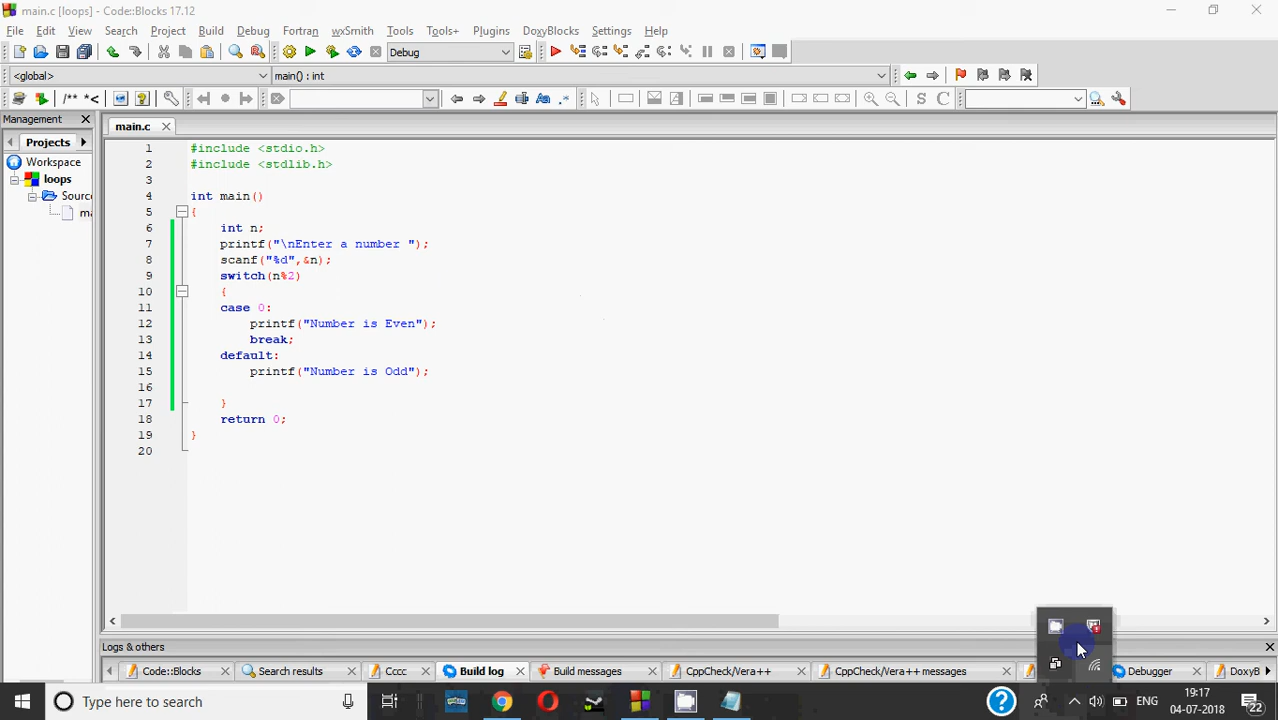 main.c [loops] - Code::Blocks 17.12
File Edit View Search Project Build Debug Fortran wxSmith Tools Tools+ Plugins DoxyBlocks Settings Help
Debug
<global> main() : int
/** *<
S C
Management
main.c
Projects
Workspace
loops
Sourc
ma
1 #include <stdio.h>
2 #include <stdlib.h>
3
4 int main()
5 {
6 int n;
7 printf("\nEnter a number ");
8 scanf("%d",&n);
9 switch(n%2)
10 {
11 case 0:
12 printf("Number is Even");
13 break;
14 default:
15 printf("Number is Odd");
16
17 }
18 return 0;
19 }
20
Logs & others
Code::Blocks Search results Cccc Build log Build messages CppCheck/Vera++ CppCheck/Vera++ messages Debugger DoxyB
Type here to search
ENG
19:17
04-07-2018
22